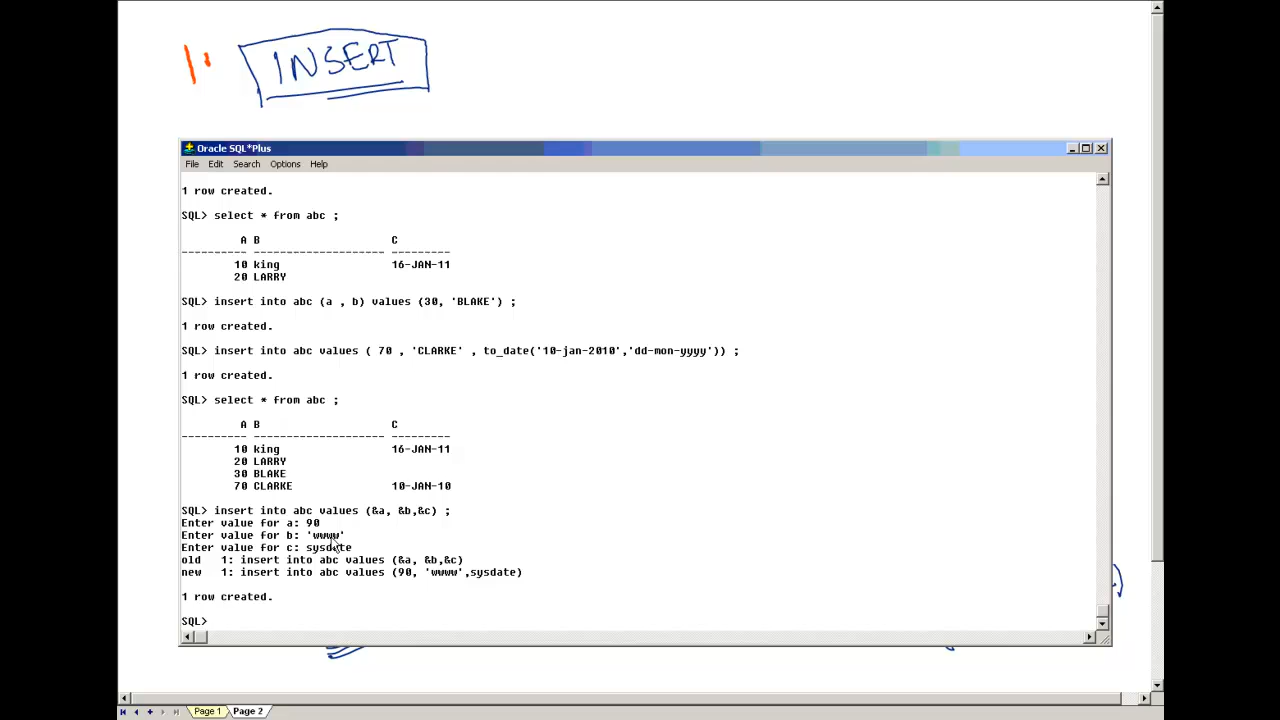 1. INSERT
Oracle SQL*Plus
File Edit Search Options Help
1 row created.
SQL> select * from abc ;
A B C
---------- -------------------- ---------
10 king 16-JAN-11
20 LARRY
SQL> insert into abc (a , b) values (30, 'BLAKE') ;
1 row created.
SQL> insert into abc values ( 70 , 'CLARKE' , to_date('10-jan-2010','dd-mon-yyyy')) ;
1 row created.
SQL> select * from abc ;
A B C
---------- -------------------- ---------
10 king 16-JAN-11
20 LARRY
30 BLAKE
70 CLARKE 10-JAN-10
SQL> insert into abc values (&a, &b,&c) ;
Enter value for a: 90
Enter value for b: 'wwww'
Enter value for c: sysdate
old 1: insert into abc values (&a, &b,&c)
new 1: insert into abc values (90, 'wwww',sysdate)
1 row created.
SQL>
Page 1 Page 2